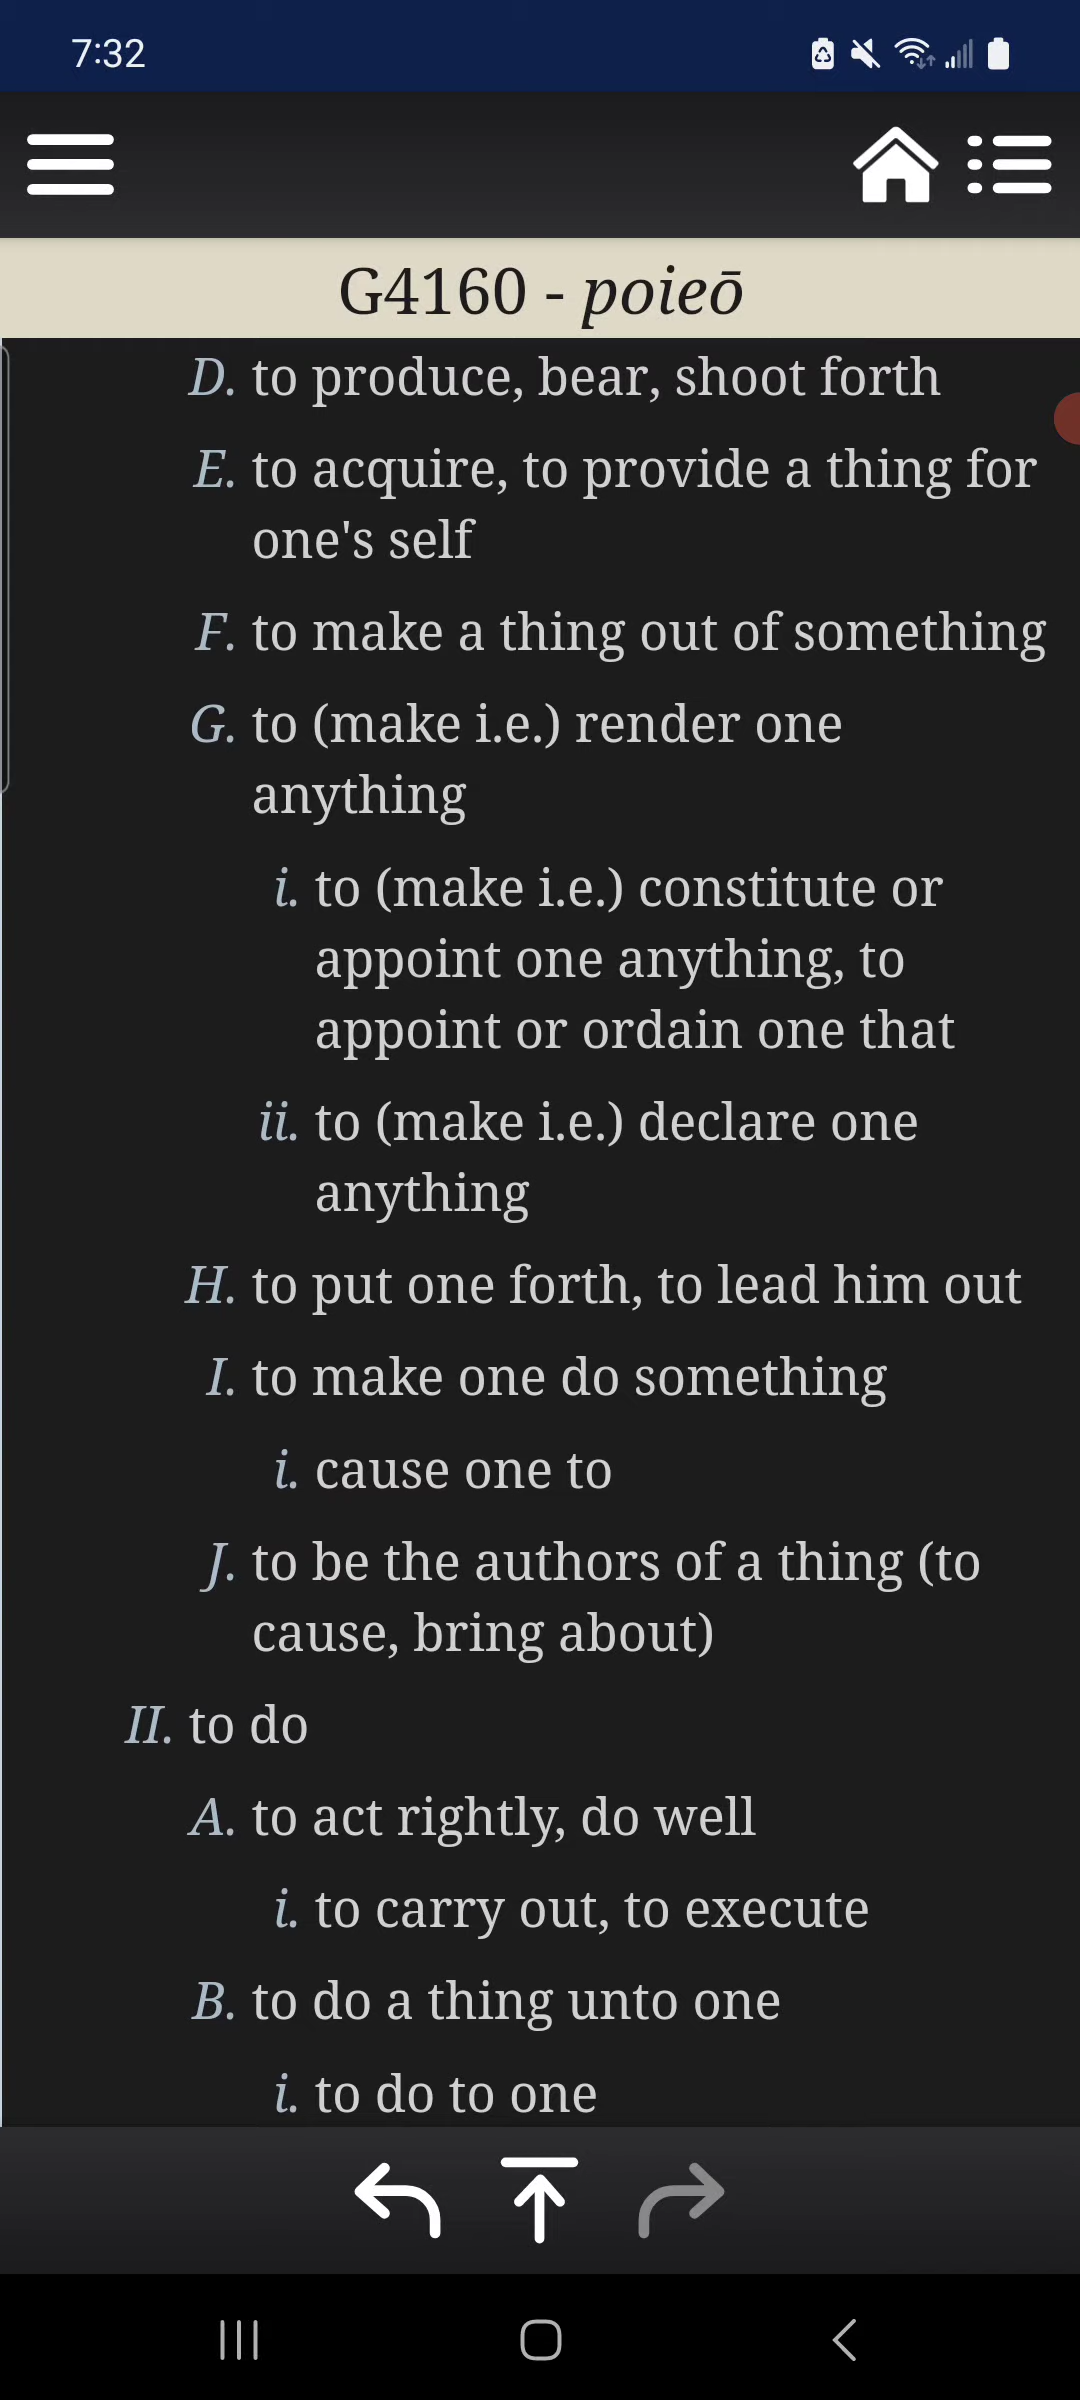 7:32
G4160 - poieō
D. to produce, bear, shoot forth
E. to acquire, to provide a thing for
one's self
F. to make a thing out of something
G. to (make i.e.) render one
anything
i. to (make i.e.) constitute or
appoint one anything, to
appoint or ordain one that
ii. to (make i.e.) declare one
anything
H. to put one forth, to lead him out
I. to make one do something
i. cause one to
J. to be the authors of a thing (to
cause, bring about)
II. to do
A. to act rightly, do well
i. to carry out, to execute
B. to do a thing unto one
i. to do to one